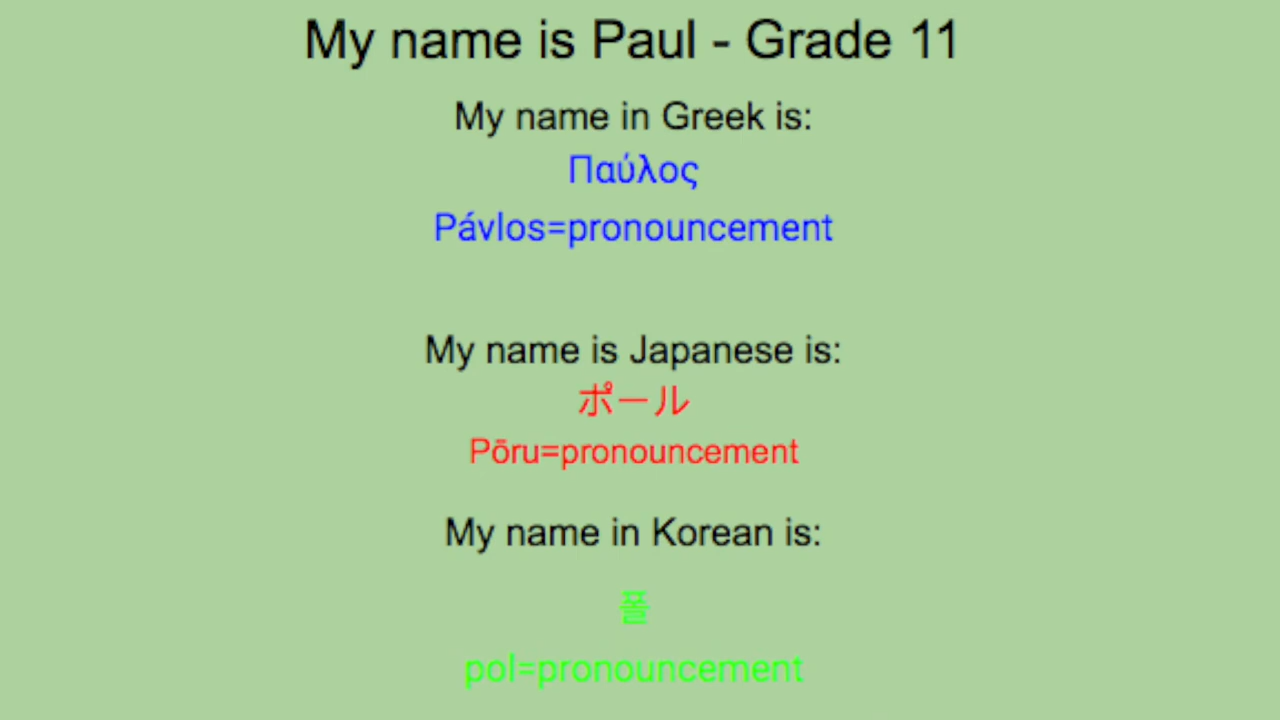 My name is Paul - Grade 11
My name in Greek is:
Παύλος
Pávlos=pronouncement
My name is Japanese is:
ポール
Pōru=pronouncement
My name in Korean is:
폴
pol=pronouncement